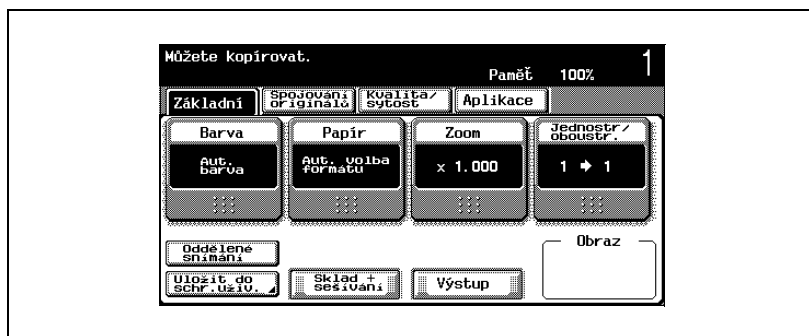 Můžete kopírovat.
Paměť 100% 1
Základní
Spojování
originálů
Kvalita/
sytost
Aplikace
Barva
Aut.
barva
Papír
Aut. volba
formátu
Zoom
x 1.000
Jednostr/
oboustr.
1 ➔ 1
Oddělené
snímání
Obraz
Uložit do
schr.uživ.
Sklad +
sešívání
Výstup